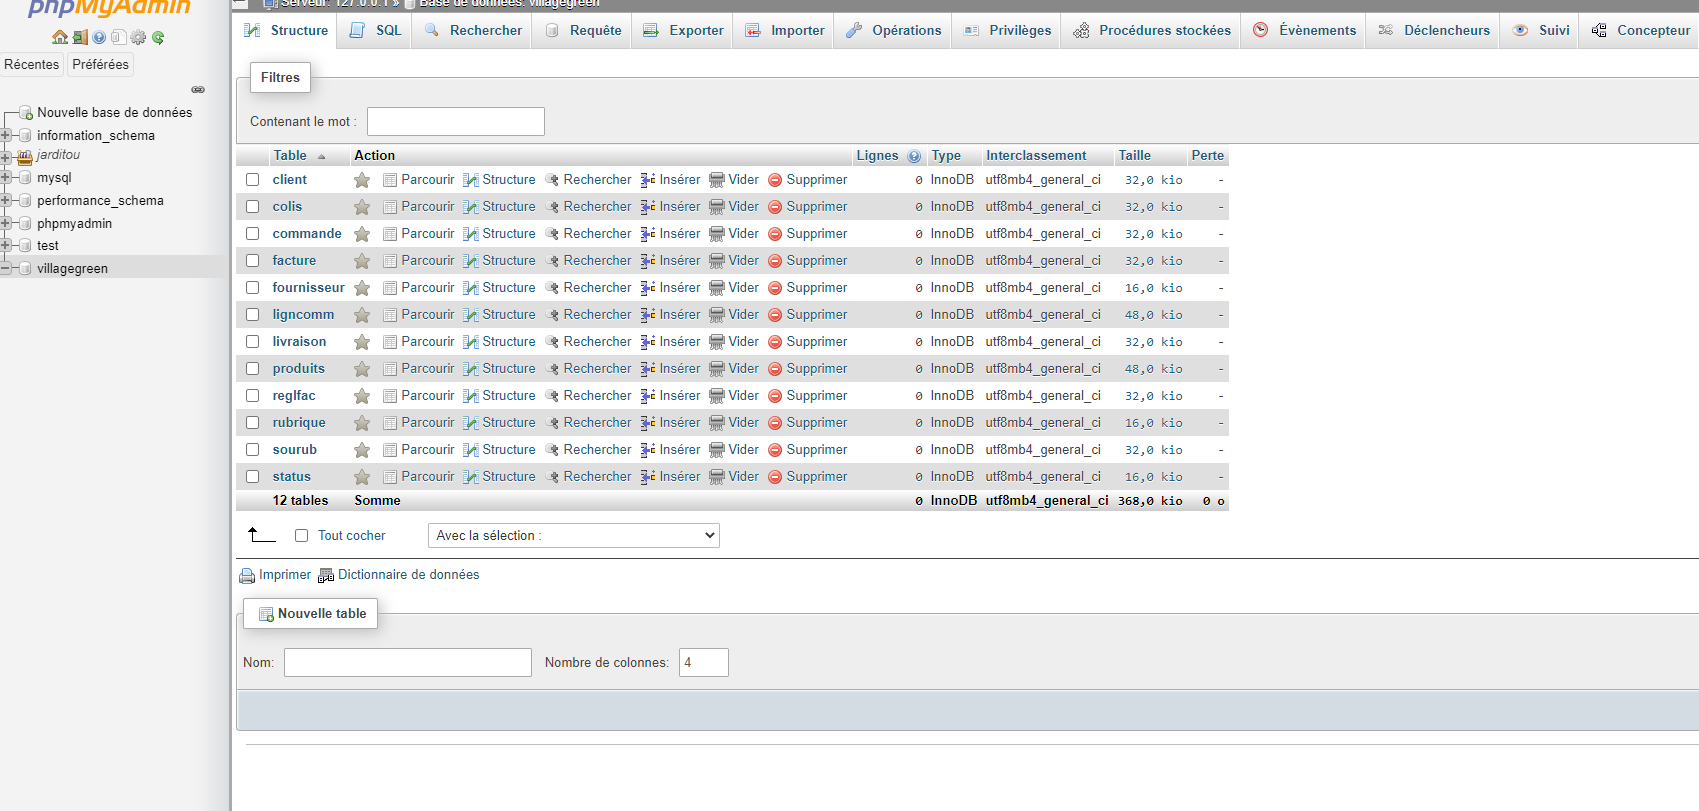 phpMyAdmin
Récentes Préférées
Nouvelle base de données
information_schema
jarditou
mysql
performance_schema
phpmyadmin
test
villagegreen
Serveur: 127.0.0.1 » Base de données: villagegreen
Structure SQL Rechercher Requête Exporter Importer Opérations Privilèges Procédures stockées Évènements Déclencheurs Suivi Concepteur
Filtres
Contenant le mot :
Table Action Lignes Type Interclassement Taille Perte
client Parcourir Structure Rechercher Insérer Vider Supprimer 0 InnoDB utf8mb4_general_ci 32,0 kio -
colis Parcourir Structure Rechercher Insérer Vider Supprimer 0 InnoDB utf8mb4_general_ci 32,0 kio -
commande Parcourir Structure Rechercher Insérer Vider Supprimer 0 InnoDB utf8mb4_general_ci 32,0 kio -
facture Parcourir Structure Rechercher Insérer Vider Supprimer 0 InnoDB utf8mb4_general_ci 32,0 kio -
fournisseur Parcourir Structure Rechercher Insérer Vider Supprimer 0 InnoDB utf8mb4_general_ci 16,0 kio -
ligncomm Parcourir Structure Rechercher Insérer Vider Supprimer 0 InnoDB utf8mb4_general_ci 48,0 kio -
livraison Parcourir Structure Rechercher Insérer Vider Supprimer 0 InnoDB utf8mb4_general_ci 32,0 kio -
produits Parcourir Structure Rechercher Insérer Vider Supprimer 0 InnoDB utf8mb4_general_ci 48,0 kio -
reglfac Parcourir Structure Rechercher Insérer Vider Supprimer 0 InnoDB utf8mb4_general_ci 32,0 kio -
rubrique Parcourir Structure Rechercher Insérer Vider Supprimer 0 InnoDB utf8mb4_general_ci 16,0 kio -
sourub Parcourir Structure Rechercher Insérer Vider Supprimer 0 InnoDB utf8mb4_general_ci 32,0 kio -
status Parcourir Structure Rechercher Insérer Vider Supprimer 0 InnoDB utf8mb4_general_ci 16,0 kio -
12 tables Somme 0 InnoDB utf8mb4_general_ci 368,0 kio 0 o
Tout cocher Avec la sélection :
Imprimer Dictionnaire de données
Nouvelle table
Nom: Nombre de colonnes: 4